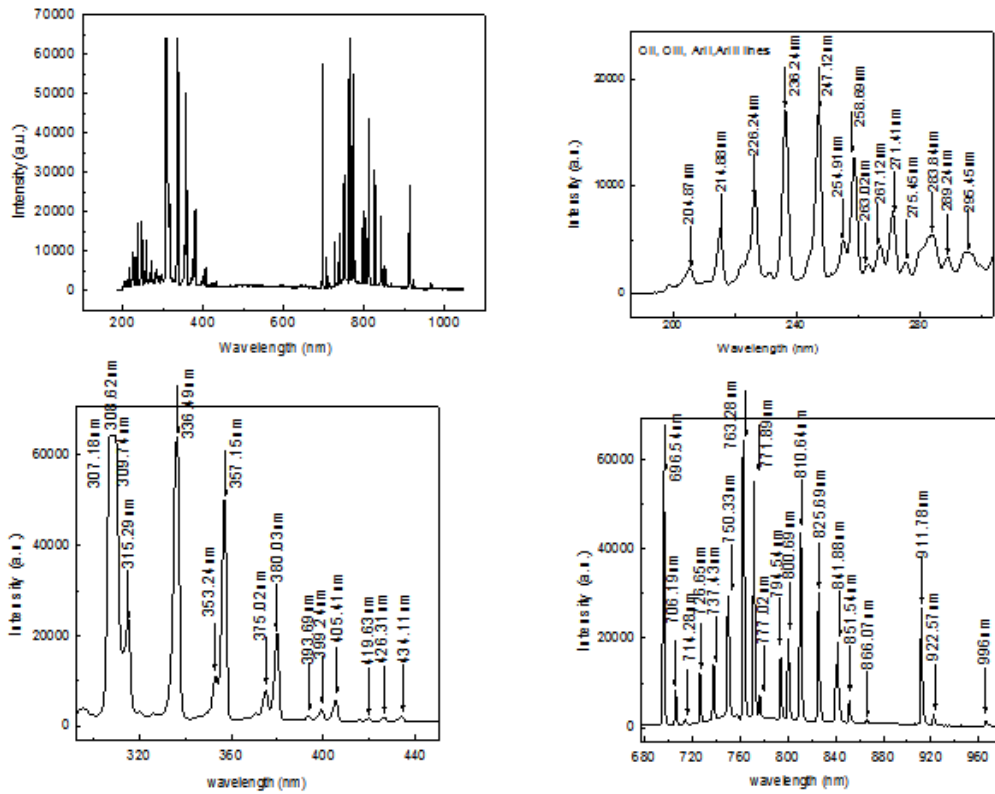 70000
60000
50000
40000
30000
20000
10000
0
Intensity (a.u.)
200 400 600 800 1000
Wavelength (nm)
OII, OIII, ArII,ArIII lines
20000
10000
0
Intensity (a.u.)
204.87nm
214.88nm
226.24nm
236.24nm
247.12nm
254.91nm
258.69nm
263.02nm
267.12nm
271.41nm
275.45nm
283.84nm
289.24nm
295.45nm
200 240 280
Wavelength (nm)
60000
40000
20000
0
Intensity (a.u.)
307.18nm
308.62nm
309.74nm
315.29nm
336.49nm
353.24nm
357.15nm
375.02nm
380.03nm
393.69nm
399.24nm
405.41nm
419.63nm
426.31nm
434.11nm
320 360 400 440
wavelength (nm)
60000
40000
20000
0
Intensity (a.u.)
696.54nm
706.19nm
714.28nm
726.65nm
737.43nm
750.33nm
763.28nm
771.89nm
777.02nm
794.54nm
800.69nm
810.64nm
825.69nm
841.88nm
851.54nm
866.07nm
911.78nm
922.57nm
996nm
680 720 760 800 840 880 920 960
wavelength (nm)